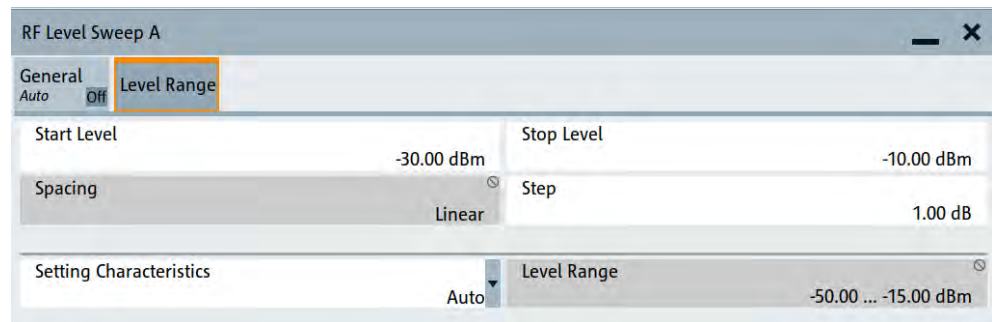 RF Level Sweep A
General
Auto Off
Level Range
Start Level
-30.00 dBm
Stop Level
-10.00 dBm
Spacing
Linear
Step
1.00 dB
Setting Characteristics
Auto
Level Range
-50.00 ... -15.00 dBm